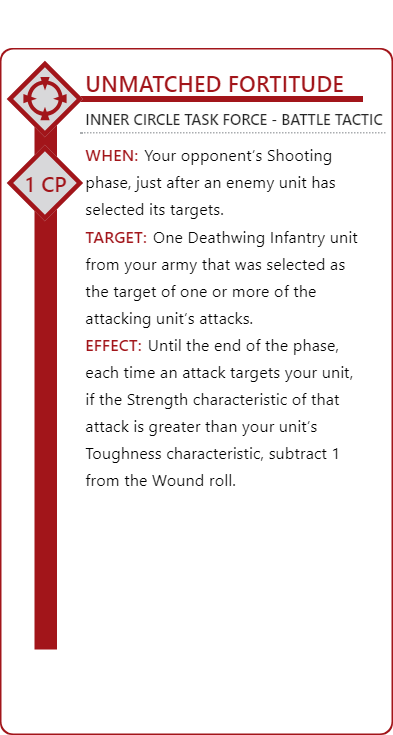 UNMATCHED FORTITUDE
INNER CIRCLE TASK FORCE - BATTLE TACTIC
1 CP
WHEN: Your opponent's Shooting
phase, just after an enemy unit has
selected its targets.
TARGET: One Deathwing Infantry unit
from your army that was selected as
the target of one or more of the
attacking unit's attacks.
EFFECT: Until the end of the phase,
each time an attack targets your unit,
if the Strength characteristic of that
attack is greater than your unit's
Toughness characteristic, subtract 1
from the Wound roll.